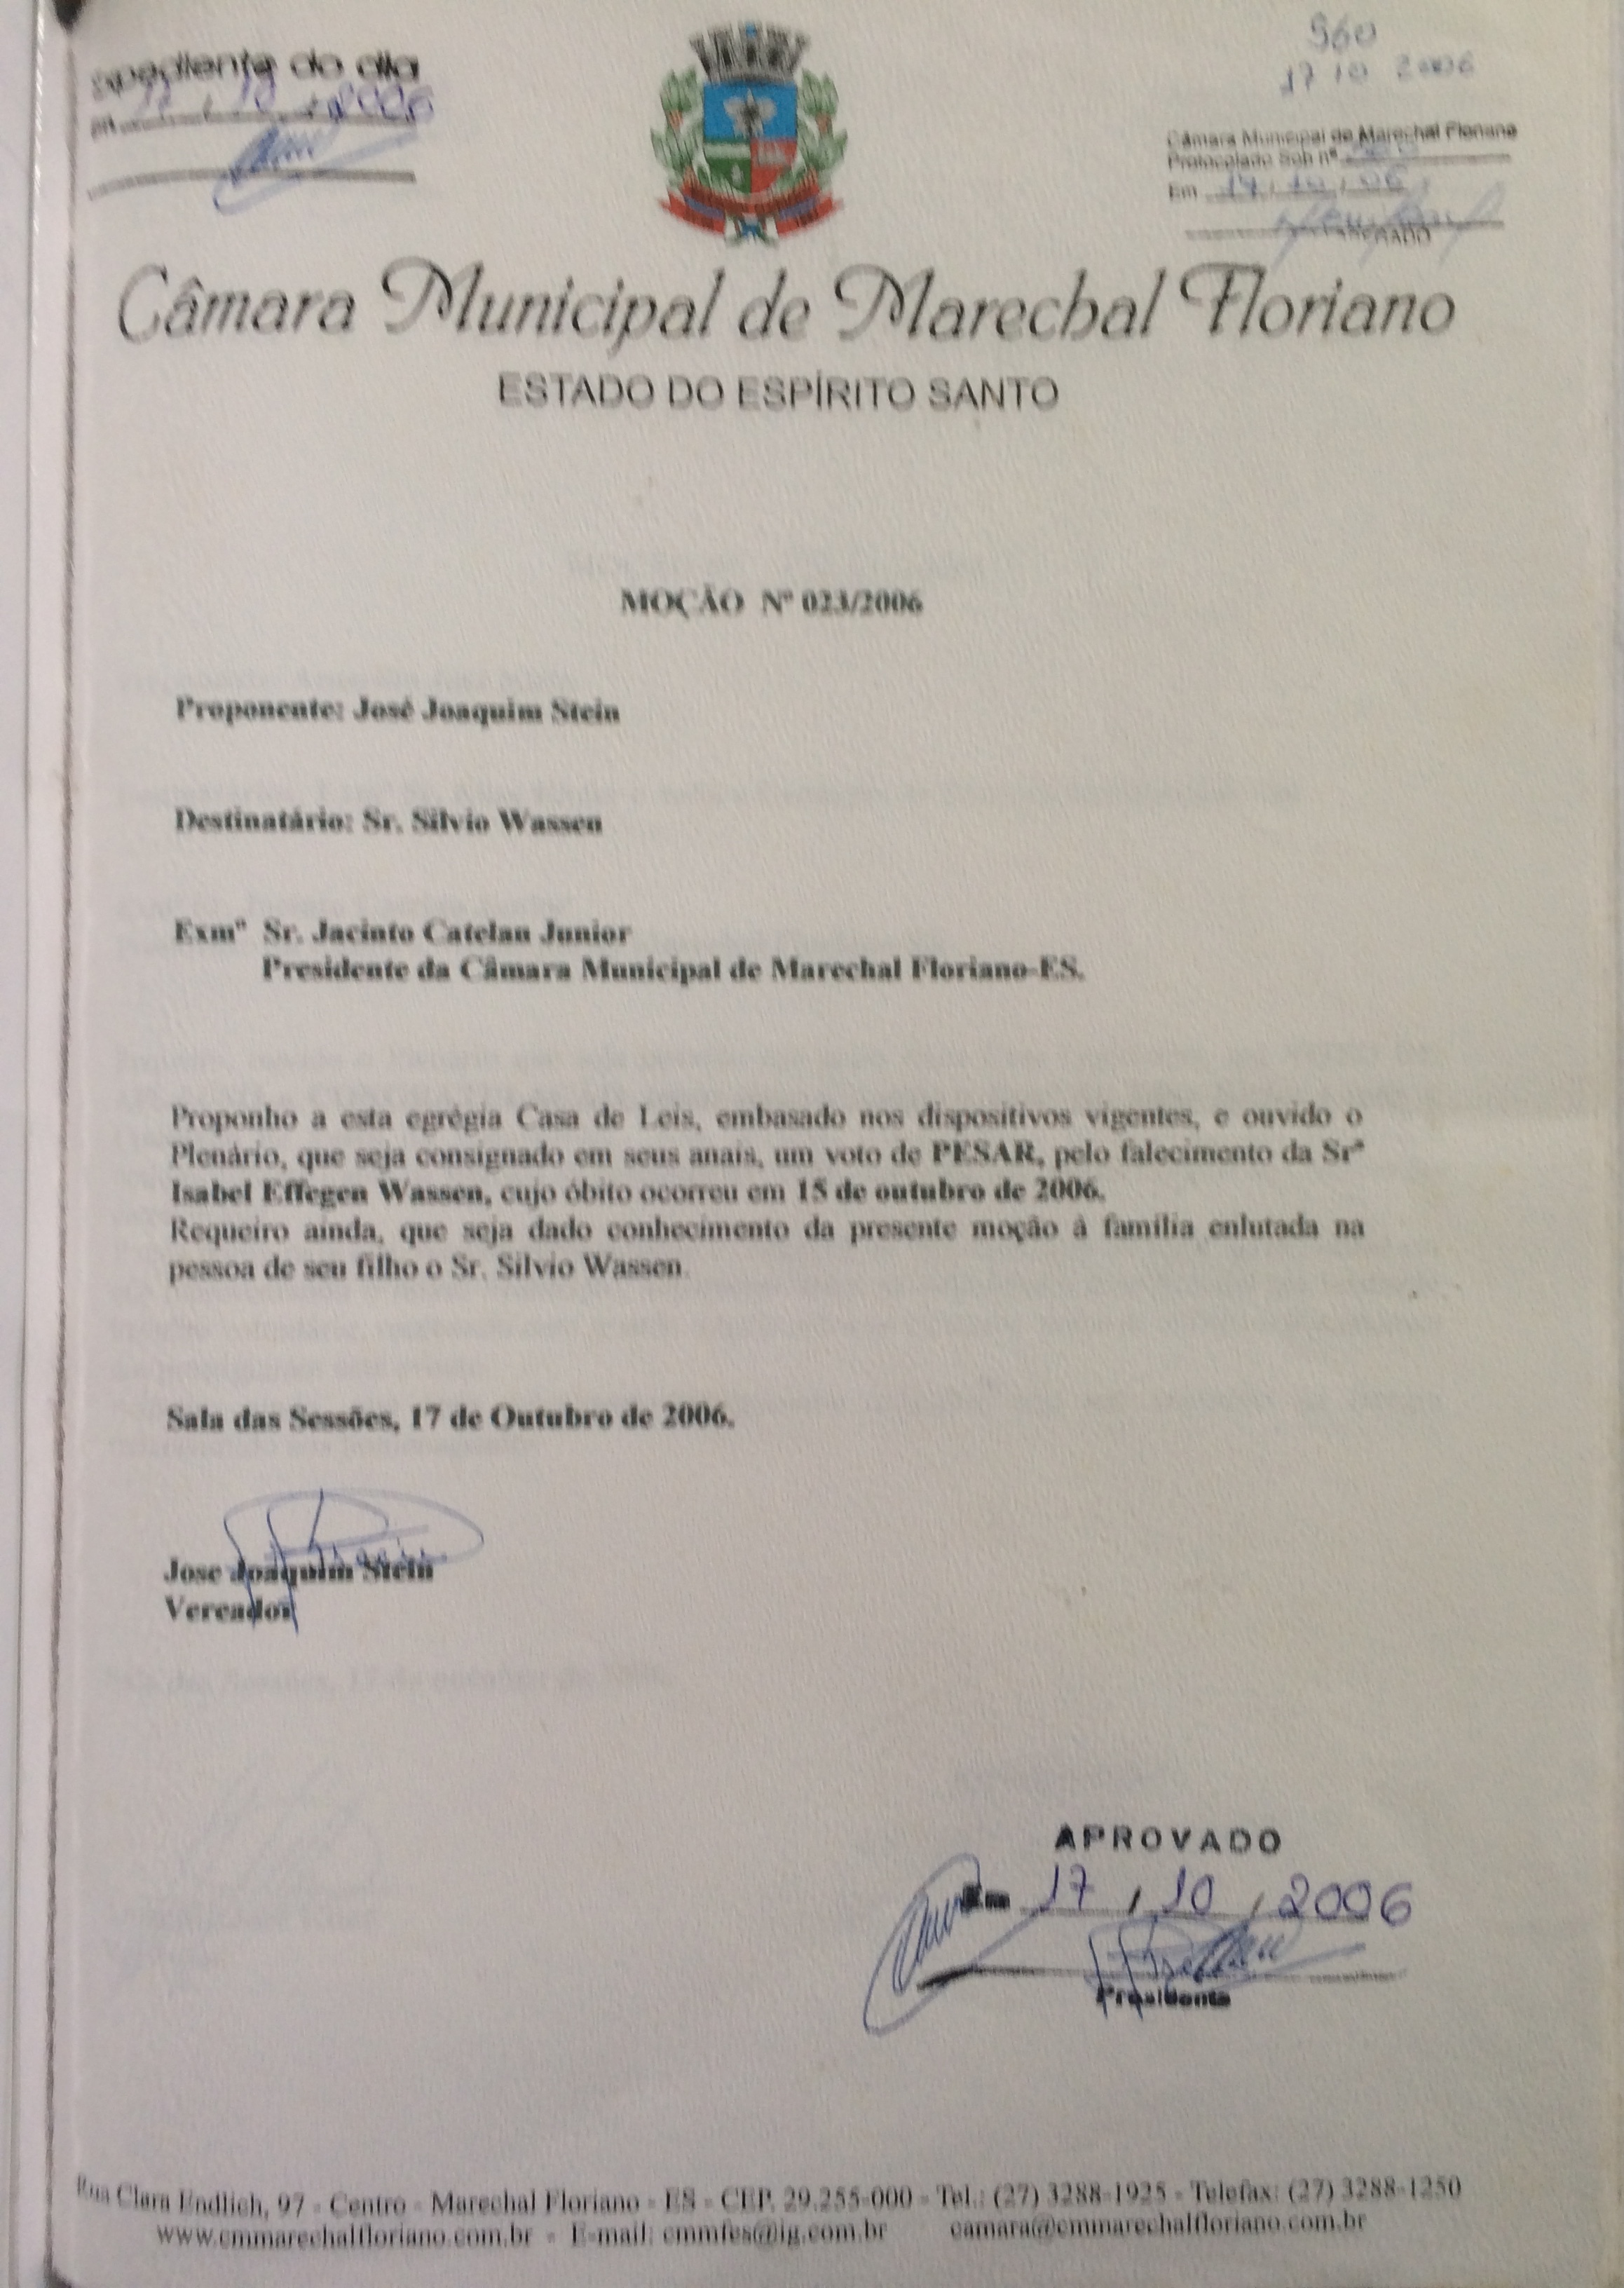 960
17 10 2006
expediente do dia
17 / 10 / 2006
Câmara Municipal de Marechal Floriano
Protocolado Sob nº
Em 17 / 10 / 06
Câmara Municipal de Marechal Floriano
ESTADO DO ESPÍRITO SANTO
MOÇÃO Nº 023/2006
Proponente: José Joaquim Stein
Destinatário: Sr. Silvio Wassen
Exmº Sr. Jacinto Catelan Junior
Presidente da Câmara Municipal de Marechal Floriano-ES.
Proponho a esta egrégia Casa de Leis, embasado nos dispositivos vigentes, e ouvido o
Plenário, que seja consignado em seus anais, um voto de PESAR, pelo falecimento da Srª
Isabel Effegen Wassen, cujo óbito ocorreu em 15 de outubro de 2006.
Requeiro ainda, que seja dado conhecimento da presente moção à família enlutada na
pessoa de seu filho o Sr. Silvio Wassen.
Sala das Sessões, 17 de Outubro de 2006.
Jose Joaquim Stein
Vereador
APROVADO
Em 17 / 10 / 2006
Presidente
Rua Clara Endlich, 97 - Centro - Marechal Floriano - ES - CEP. 29.255-000 - Tel.: (27) 3288-1925 - Telefax: (27) 3288-1250
www.cmmarechalfloriano.com.br - E-mail: cmmfes@ig.com.br camara@cmmarechalfloriano.com.br